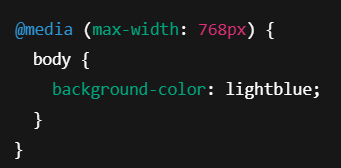 @media (max-width: 768px) {
  body {
    background-color: lightblue;
  }
}